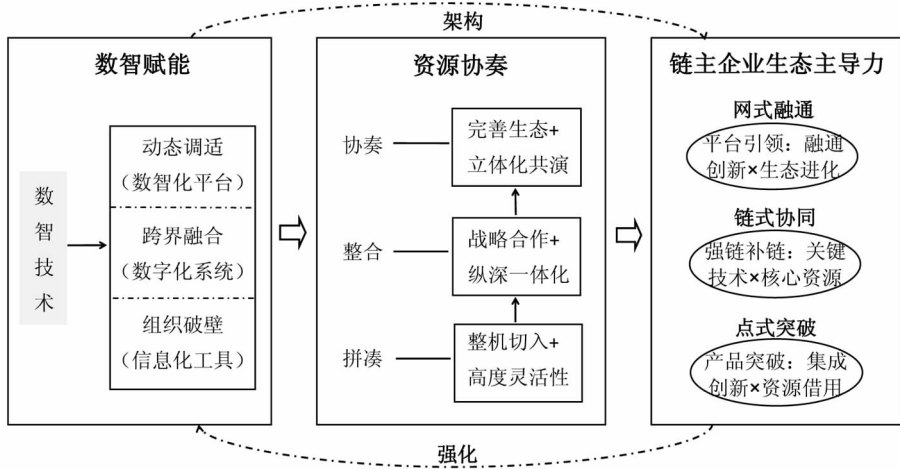 架构
数智赋能
数智技术
动态调适
（数智化平台）
跨界融合
（数字化系统）
组织破壁
（信息化工具）
资源协奏
协奏
完善生态+
立体化共演
整合
战略合作+
纵深一体化
拼凑
整机切入+
高度灵活性
链主企业生态主导力
网式融通
平台引领：融通
创新×生态进化
链式协同
强链补链：关键
技术×核心资源
点式突破
产品突破：集成
创新×资源借用
强化